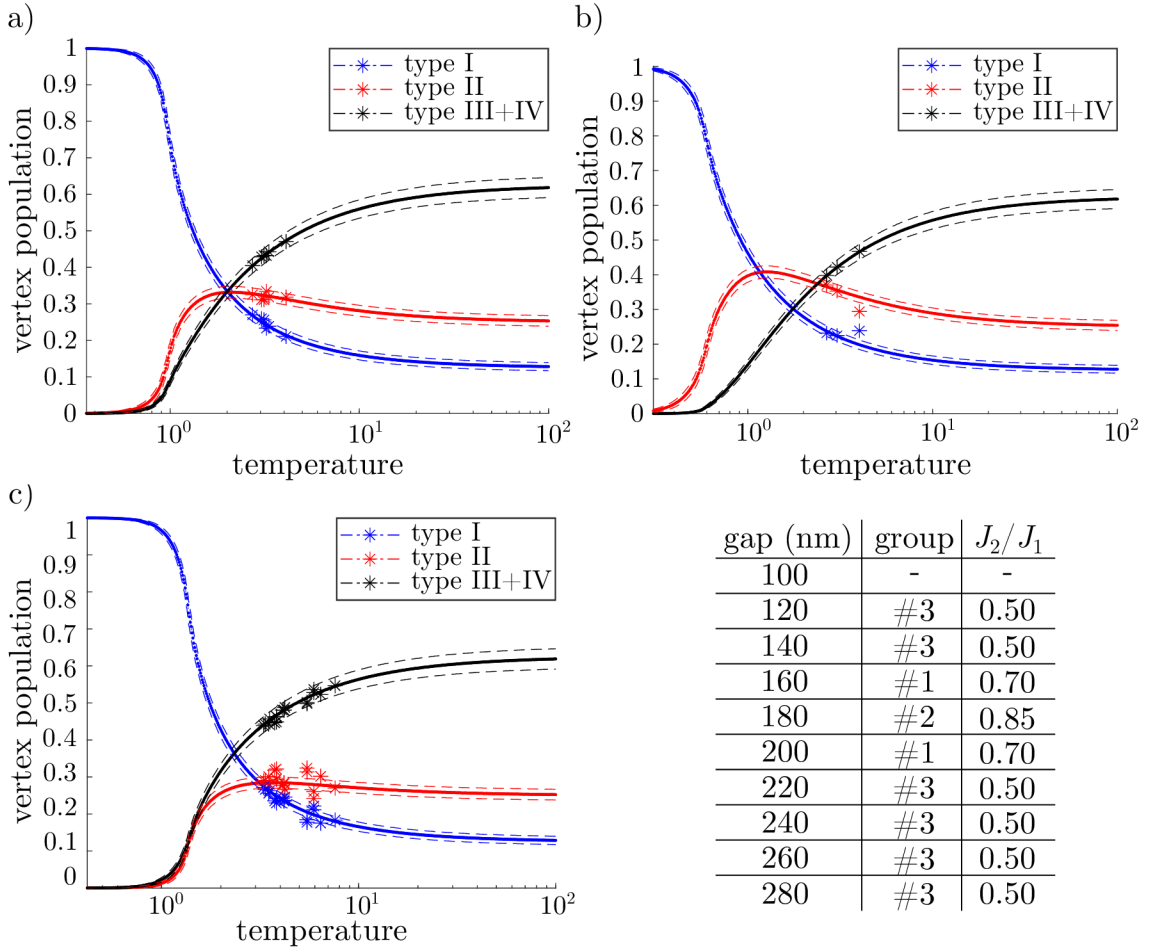 a)
1
0.9
0.8
0.7
0.6
0.5
0.4
0.3
0.2
0.1
0
vertex population
type I
type II
type III+IV
10^0
10^1
10^2
temperature
b)
1
0.9
0.8
0.7
0.6
0.5
0.4
0.3
0.2
0.1
0
vertex population
type I
type II
type III+IV
10^0
10^1
10^2
temperature
c)
1
0.9
0.8
0.7
0.6
0.5
0.4
0.3
0.2
0.1
0
vertex population
type I
type II
type III+IV
10^0
10^1
10^2
temperature
gap (nm) group J_2/J_1
100 - -
120 #3 0.50
140 #3 0.50
160 #1 0.70
180 #2 0.85
200 #1 0.70
220 #3 0.50
240 #3 0.50
260 #3 0.50
280 #3 0.50